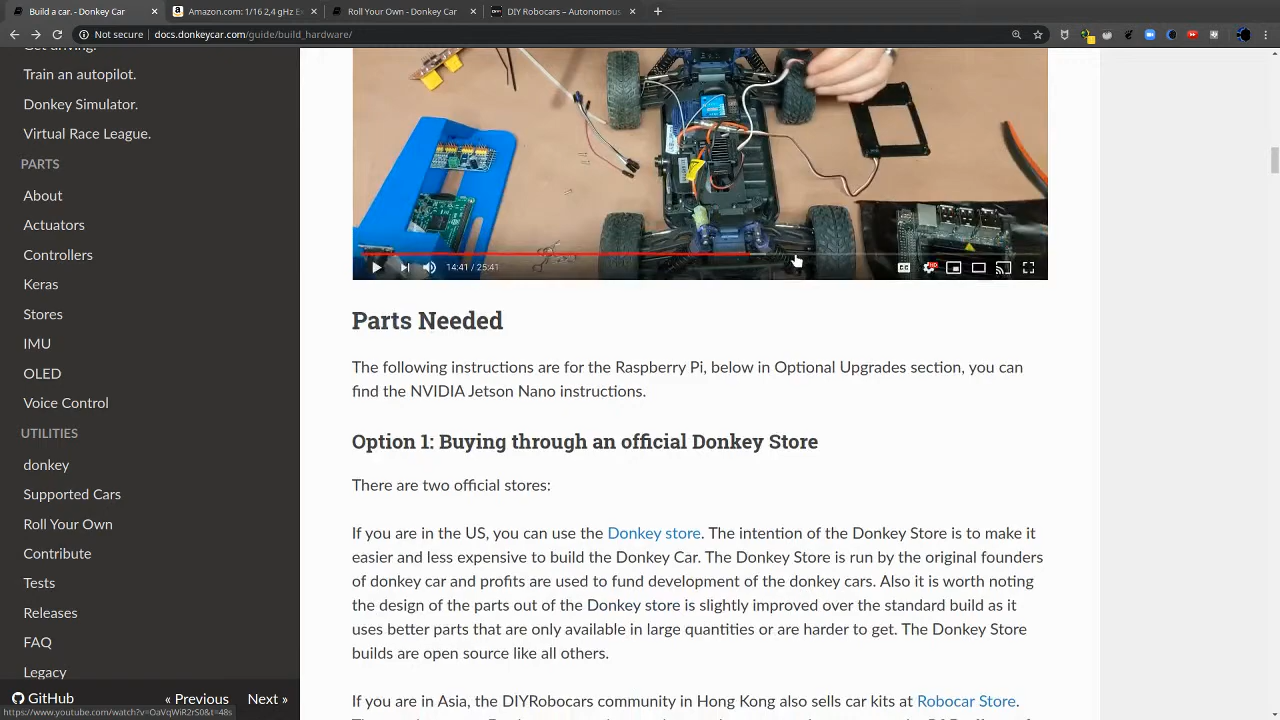 Build a car. - Donkey Car
Amazon.com: 1/16 2,4 gHz Ex
Roll Your Own - Donkey Car
DIY Robocars – Autonomous
Not secure | docs.donkeycar.com/guide/build_hardware/
Get driving.
Train an autopilot.
Donkey Simulator.
Virtual Race League.
PARTS
About
Actuators
Controllers
Keras
Stores
IMU
OLED
Voice Control
UTILITIES
donkey
Supported Cars
Roll Your Own
Contribute
Tests
Releases
FAQ
Legacy
GitHub
« Previous
Next »
https://www.youtube.com/watch?v=OaVqWiR2rS0&t=48s
14:41 / 25:41
CC
HD
Parts Needed
The following instructions are for the Raspberry Pi, below in Optional Upgrades section, you can
find the NVIDIA Jetson Nano instructions.
Option 1: Buying through an official Donkey Store
There are two official stores:
If you are in the US, you can use the Donkey store. The intention of the Donkey Store is to make it
easier and less expensive to build the Donkey Car. The Donkey Store is run by the original founders
of donkey car and profits are used to fund development of the donkey cars. Also it is worth noting
the design of the parts out of the Donkey store is slightly improved over the standard build as it
uses better parts that are only available in large quantities or are harder to get. The Donkey Store
builds are open source like all others.
If you are in Asia, the DIYRobocars community in Hong Kong also sells car kits at Robocar Store.